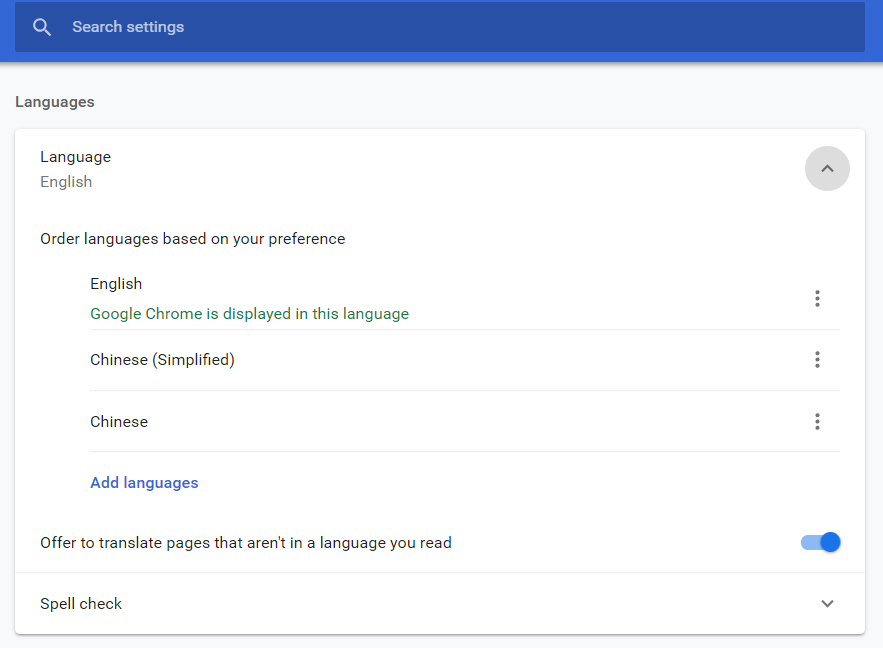 Search settings
Languages
Language
English
Order languages based on your preference
English
Google Chrome is displayed in this language
Chinese (Simplified)
Chinese
Add languages
Offer to translate pages that aren't in a language you read
Spell check